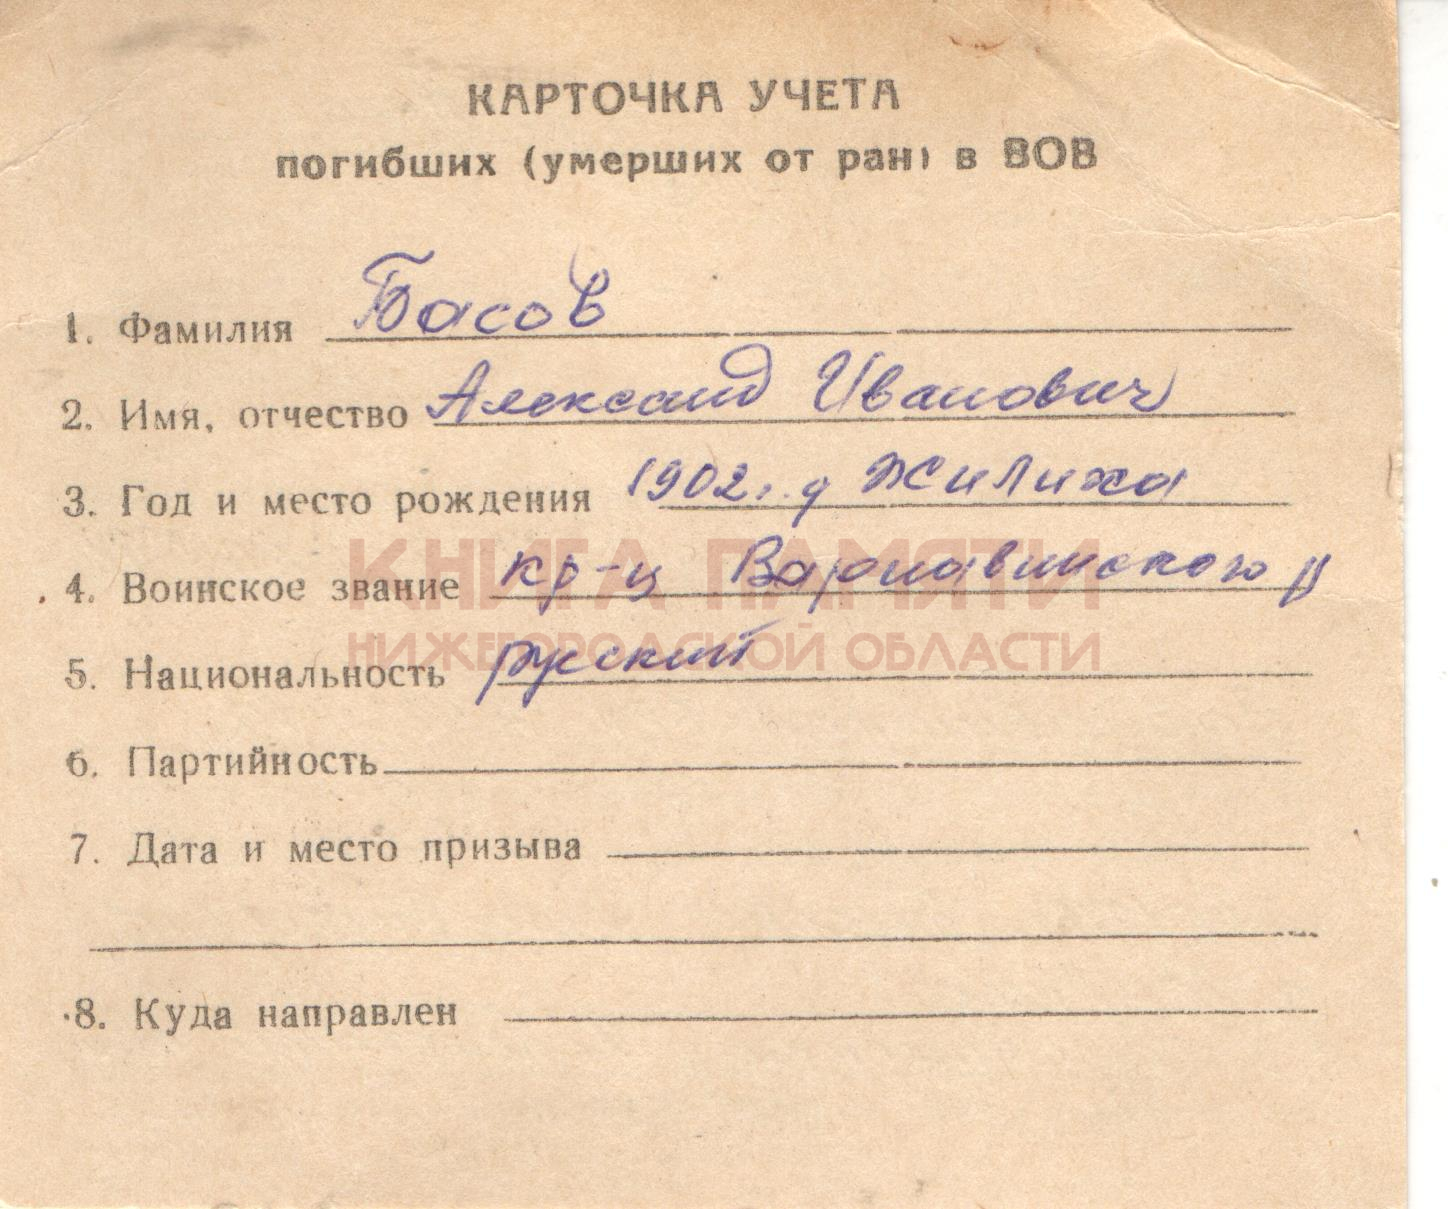 КАРТОЧКА УЧЕТА
погибших (умерших от ран) в ВОВ
1. Фамилия Басов
2. Имя, отчество Александ Иванович
3. Год и место рождения 1902 г. д Жилиха
4. Воинское звание кр-ц Варнавинского р
КНИГА ПАМЯТИ
НИЖЕГОРОДСКОЙ ОБЛАСТИ
5. Национальность русский
6. Партийность
7. Дата и место призыва
8. Куда направлен